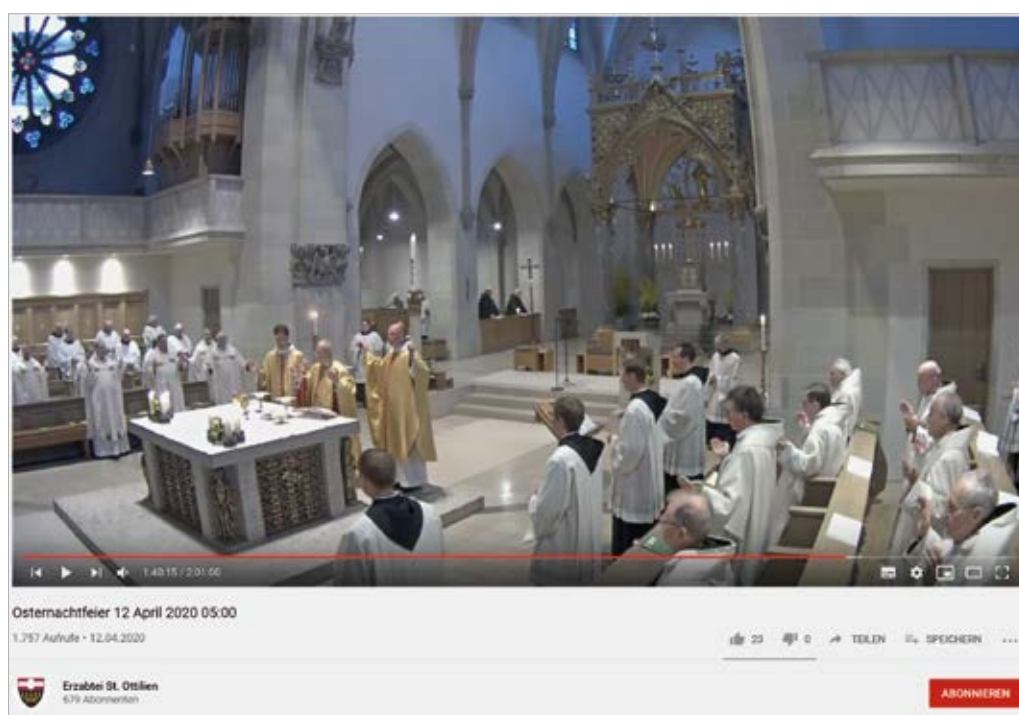 1:40:15 / 2:01:00
Osternachtfeier 12 April 2020 05:00
1.757 Aufrufe • 12.04.2020
23
0
TEILEN
SPEICHERN
Erzabtei St. Ottilien
679 Abonnenten
ABONNIEREN